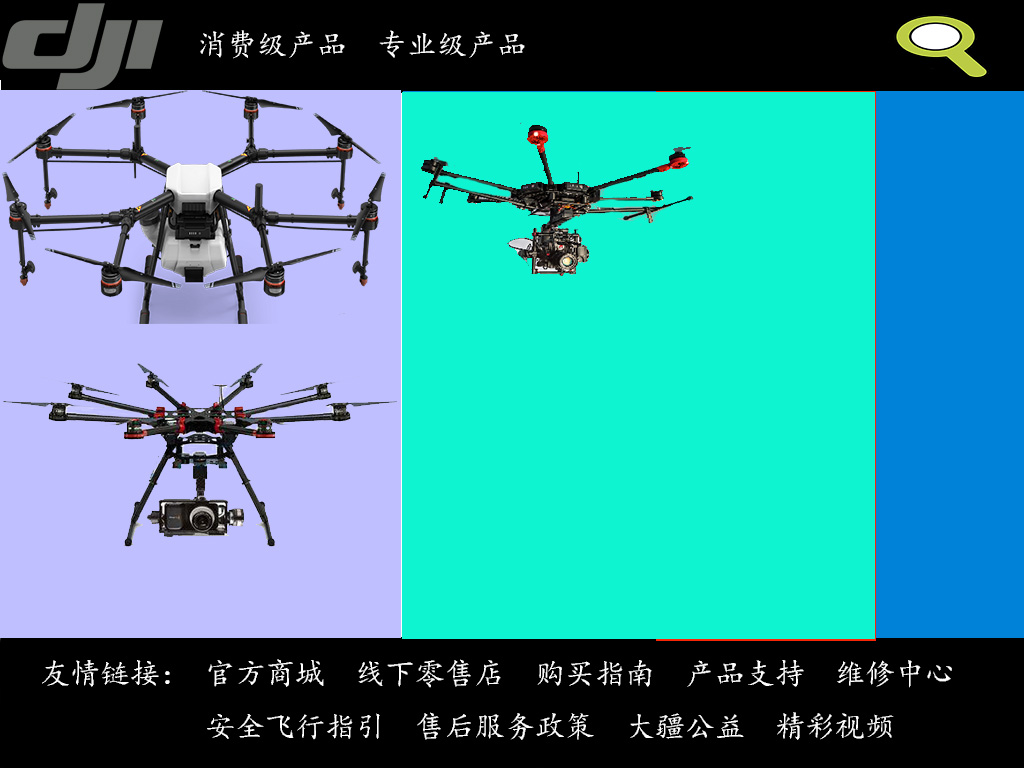 dji 消费级产品 专业级产品
友情链接： 官方商城 线下零售店 购买指南 产品支持 维修中心
安全飞行指引 售后服务政策 大疆公益 精彩视频